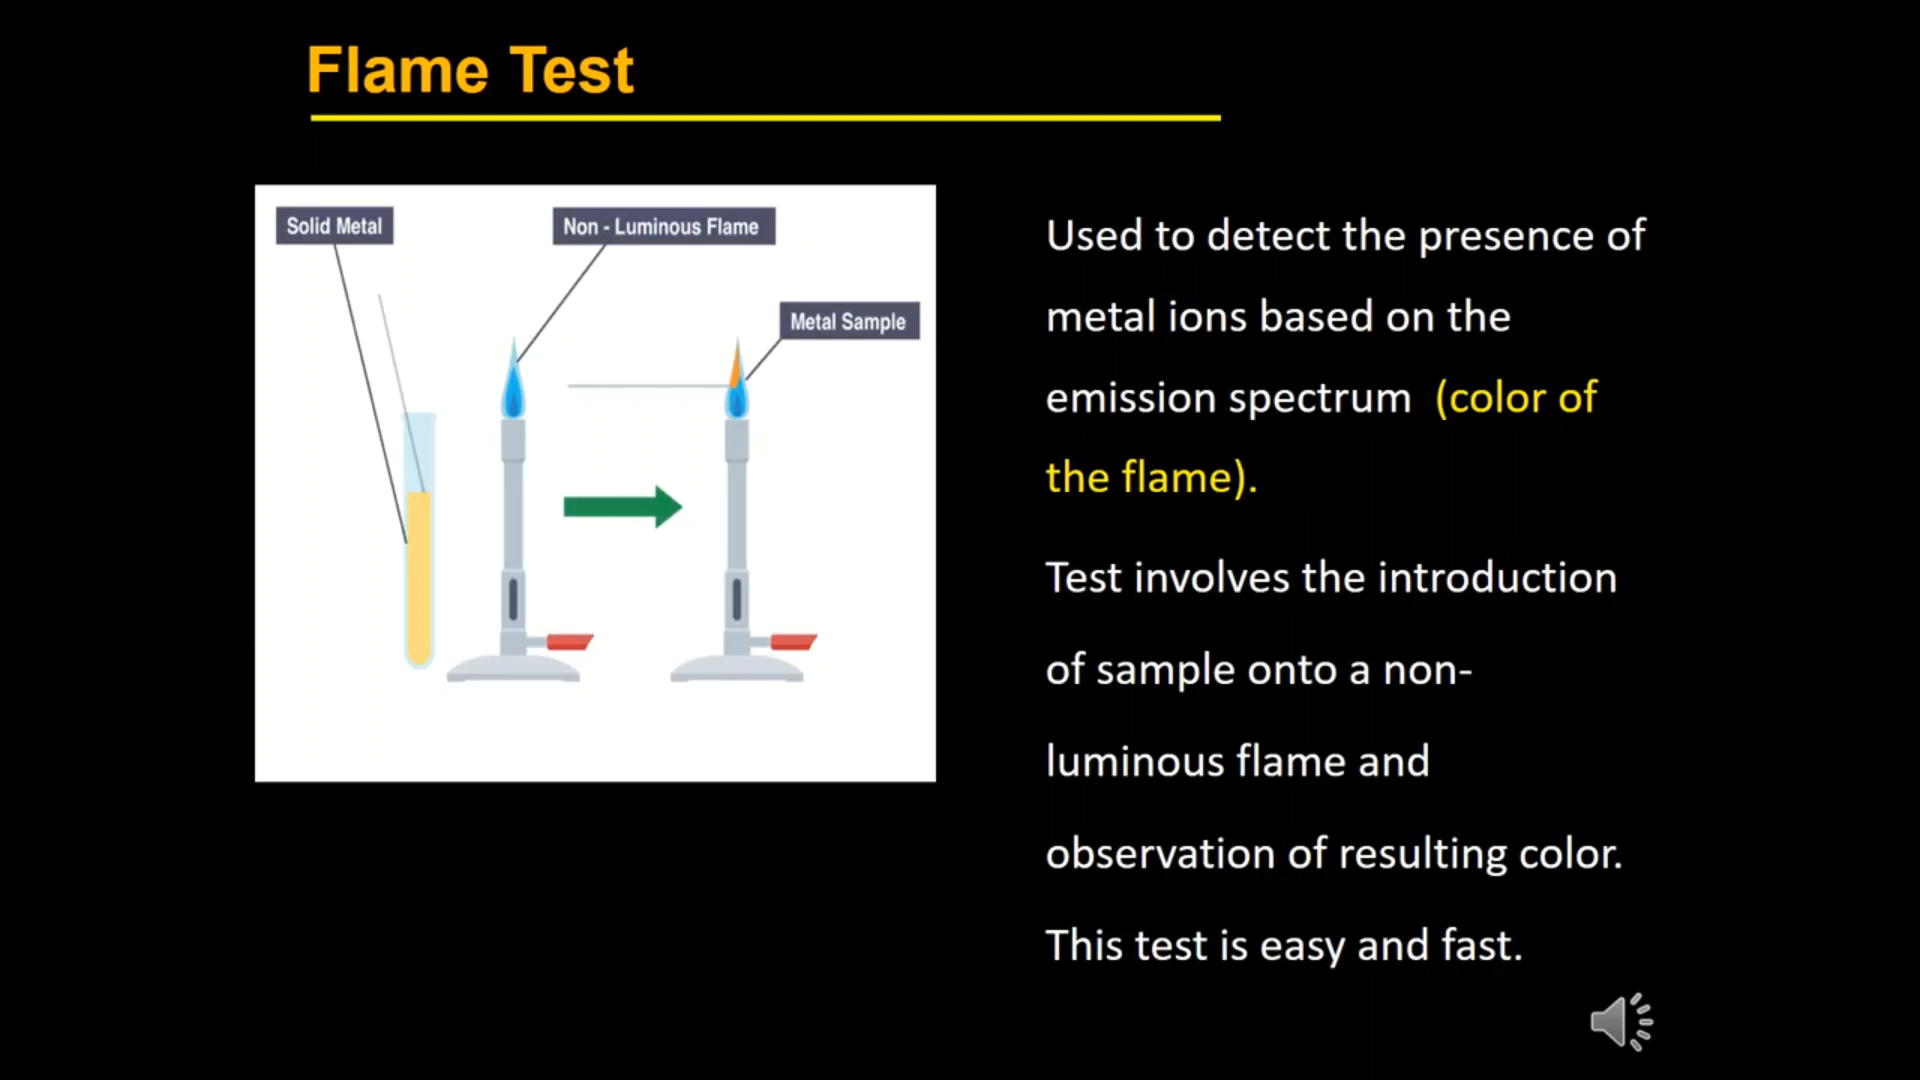 Flame Test
Solid Metal
Non - Luminous Flame
Metal Sample
Used to detect the presence of
metal ions based on the
emission spectrum (color of
the flame).
Test involves the introduction
of sample onto a non-
luminous flame and
observation of resulting color.
This test is easy and fast.